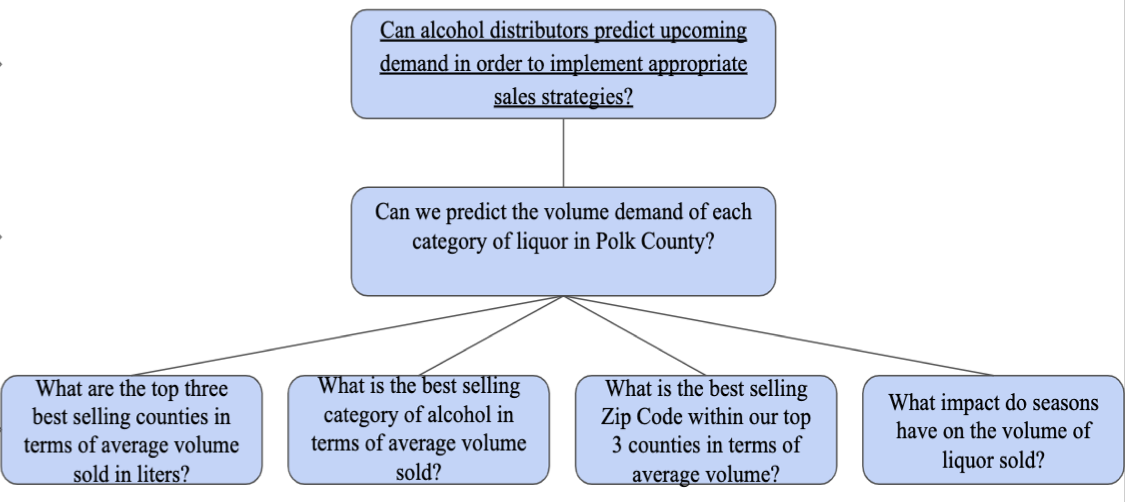 Can alcohol distributors predict upcoming
demand in order to implement appropriate
sales strategies?
Can we predict the volume demand of each
category of liquor in Polk County?
What are the top three
best selling counties in
terms of average volume
sold in liters?
What is the best selling
category of alcohol in
terms of average volume
sold?
What is the best selling
Zip Code within our top
3 counties in terms of
average volume?
What impact do seasons
have on the volume of
liquor sold?